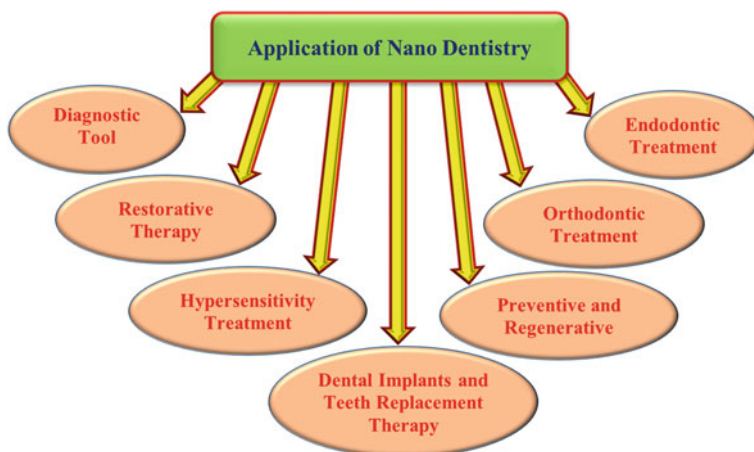 Application of Nano Dentistry
Diagnostic
Tool
Restorative
Therapy
Hypersensitivity
Treatment
Dental Implants and
Teeth Replacement
Therapy
Preventive and
Regenerative
Orthodontic
Treatment
Endodontic
Treatment